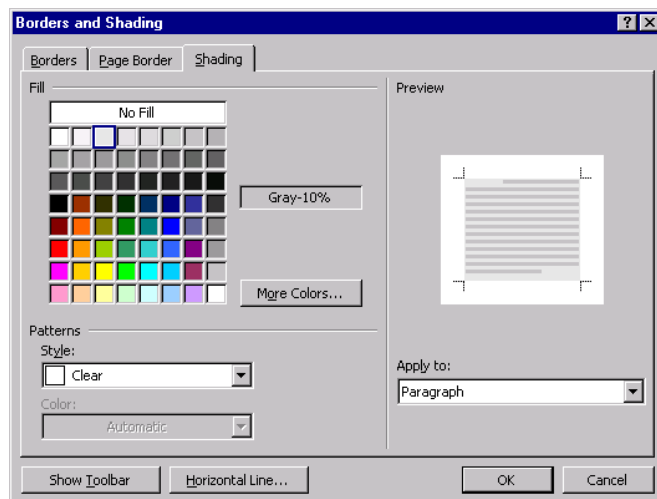 Borders and Shading
Borders
Page Border
Shading
Fill
No Fill
Gray-10%
More Colors...
Patterns
Style:
Clear
Color:
Automatic
Preview
Apply to:
Paragraph
Show Toolbar
Horizontal Line...
OK
Cancel